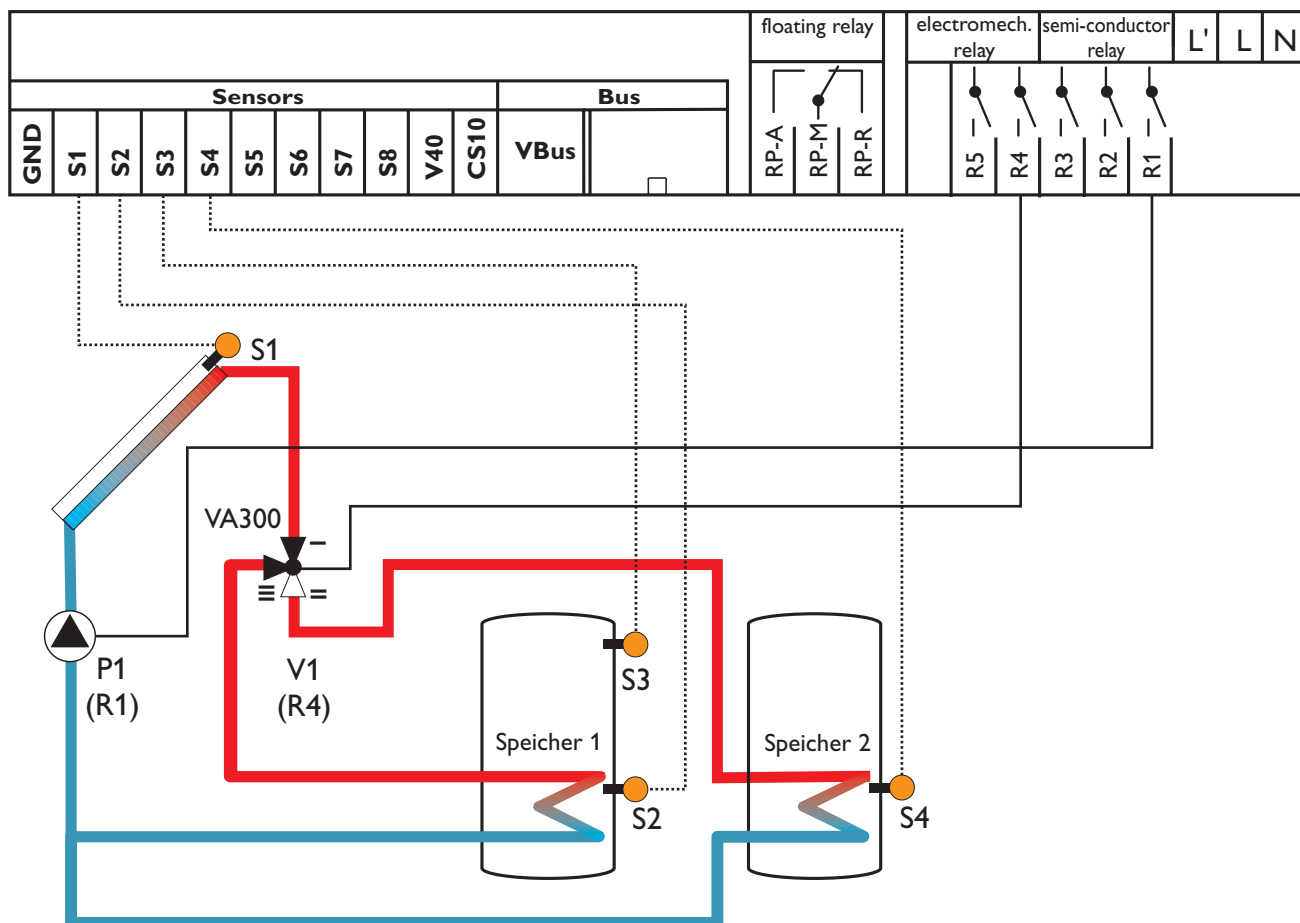 floating relay
electromech.
relay
semi-conductor
relay
L'
L
N
Sensors
Bus
GND
S1
S2
S3
S4
S5
S6
S7
S8
V40
CS10
VBus
RP-A
RP-M
RP-R
R5
R4
R3
R2
R1
S1
VA300
P1
(R1)
V1
(R4)
S3
Speicher 1
Speicher 2
S2
S4